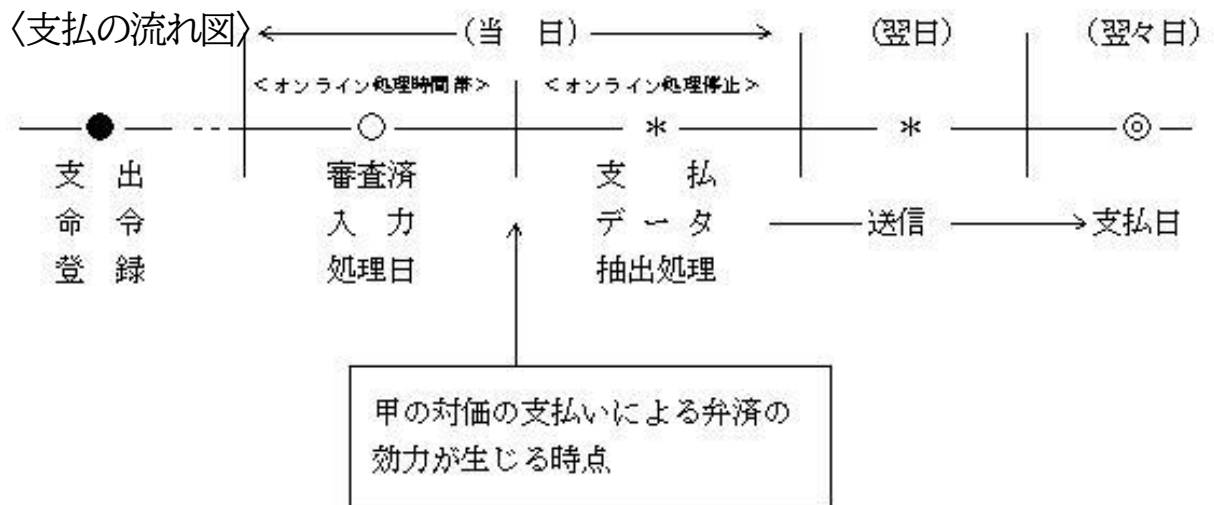 〈支払の流れ図〉
(当　日)
(翌日)
(翌々日)
<オンライン処理時間帯>
<オンライン処理停止>
支　出
命　令
登　録
審査済
入　力
処理日
支　　払
デ ー タ
抽出処理
送信
支払日
甲の対価の支払いによる弁済の
効力が生じる時点